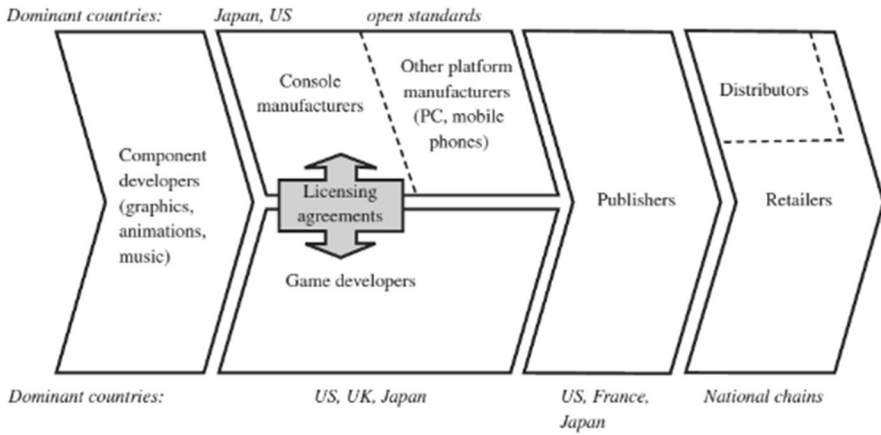 Dominant countries: Japan, US open standards
Console
manufacturers
Other platform
manufacturers
(PC, mobile
phones)
Distributors
Component
developers
(graphics,
animations,
music)
Licensing
agreements
Publishers
Retailers
Game developers
Dominant countries: US, UK, Japan US, France, National chains
Japan